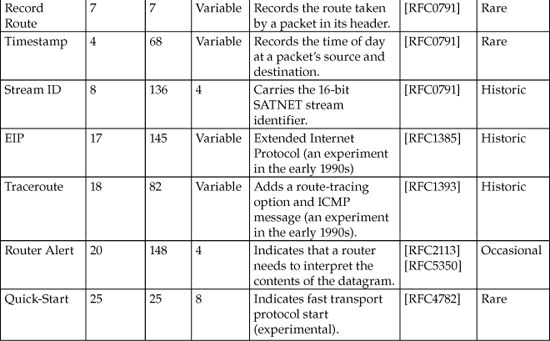 Record 7 7 Variable Records the route taken [RFC0791] Rare
Route by a packet in its header.
Timestamp 4 68 Variable Records the time of day [RFC0791] Rare
at a packet's source and
destination.
Stream ID 8 136 4 Carries the 16-bit [RFC0791] Historic
SATNET stream
identifier.
EIP 17 145 Variable Extended Internet [RFC1385] Historic
Protocol (an experiment
in the early 1990s)
Traceroute 18 82 Variable Adds a route-tracing [RFC1393] Historic
option and ICMP
message (an experiment
in the early 1990s).
Router Alert 20 148 4 Indicates that a router [RFC2113] Occasional
needs to interpret the [RFC5350]
contents of the datagram.
Quick-Start 25 25 8 Indicates fast transport [RFC4782] Rare
protocol start
(experimental).